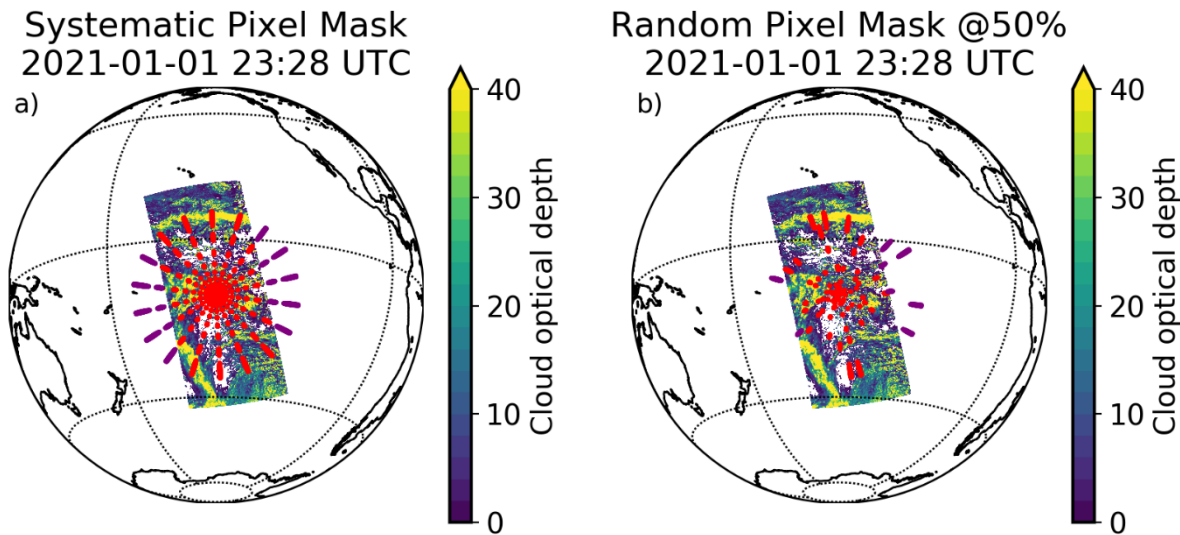 Systematic Pixel Mask
2021-01-01 23:28 UTC
a)
40
30
20
10
0
Cloud optical depth
Random Pixel Mask @50%
2021-01-01 23:28 UTC
b)
40
30
20
10
0
Cloud optical depth